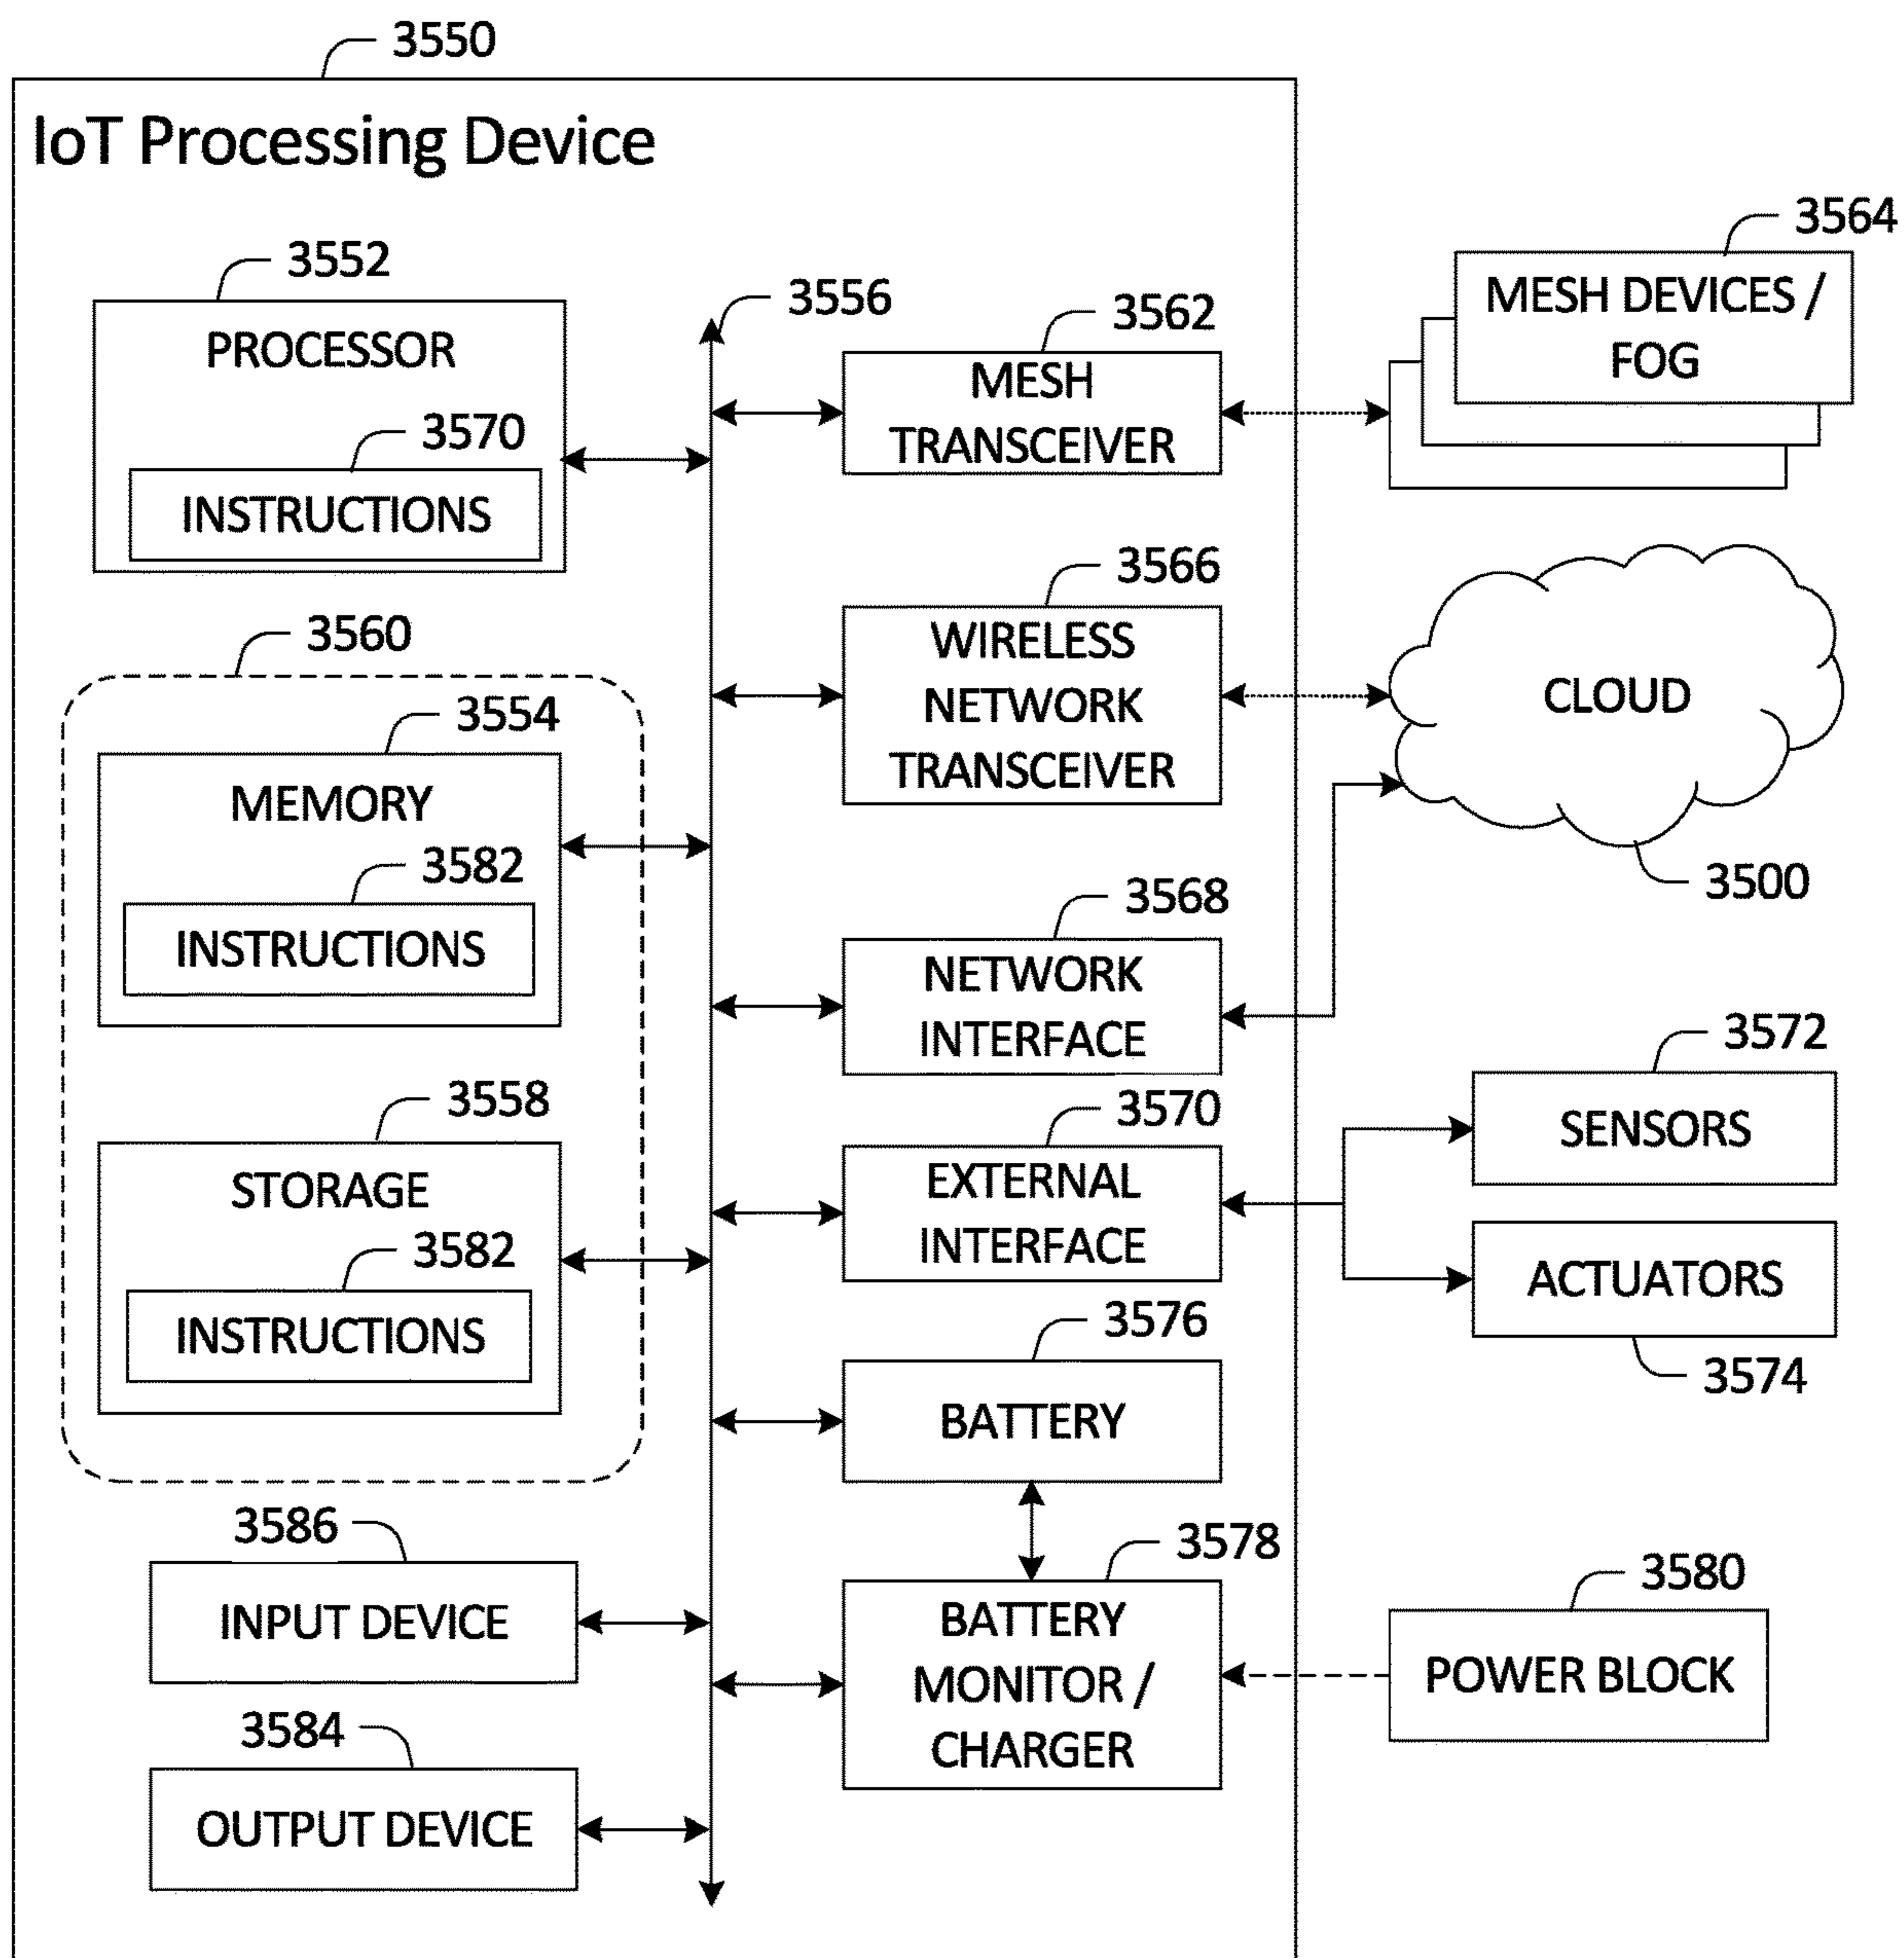 3550
IoT Processing Device
3552
PROCESSOR
3570
INSTRUCTIONS
3560
3554
MEMORY
3582
INSTRUCTIONS
3558
STORAGE
3582
INSTRUCTIONS
3586
INPUT DEVICE
3584
OUTPUT DEVICE
3556
3562
MESH
TRANSCEIVER
3566
WIRELESS
NETWORK
TRANSCEIVER
3568
NETWORK
INTERFACE
3570
EXTERNAL
INTERFACE
3576
BATTERY
3578
BATTERY
MONITOR /
CHARGER
3564
MESH DEVICES /
FOG
CLOUD
3500
3572
SENSORS
ACTUATORS
3574
3580
POWER BLOCK